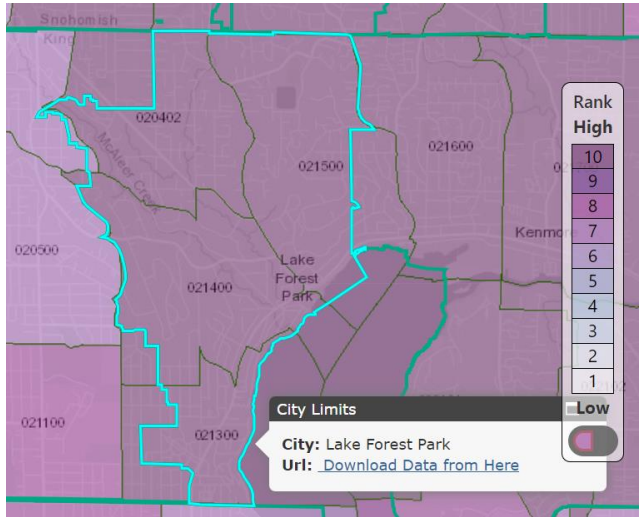 Snohomish
King
020402
McAleer Creek
021500
021600
Kenmore
020500
Lake
Forest
Park
021400
021100
021300
Rank
High
10
9
8
7
6
5
4
3
2
1
Low
City Limits
City: Lake Forest Park
Url: Download Data from Here